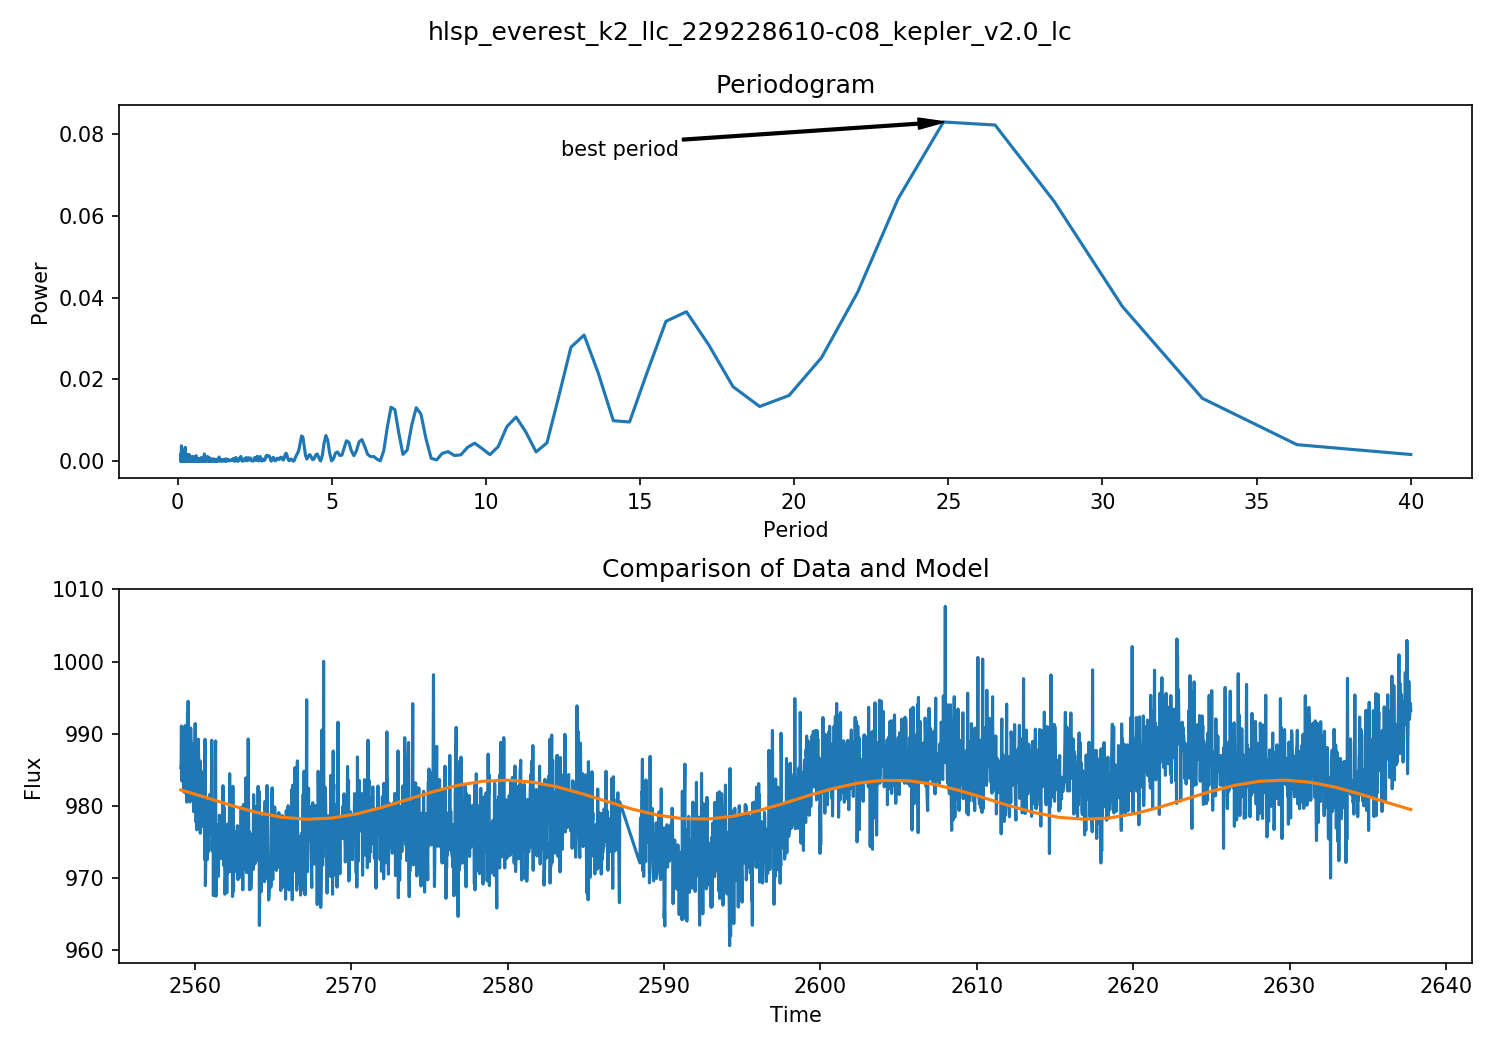 hlsp_everest_k2_llc_229228610-c08_kepler_v2.0_lc
Periodogram
best period
Power
0.08
0.06
0.04
0.02
0.00
0 5 10 15 20 25 30 35 40
Period
Comparison of Data and Model
Flux
1010
1000
990
980
970
960
2560 2570 2580 2590 2600 2610 2620 2630 2640
Time